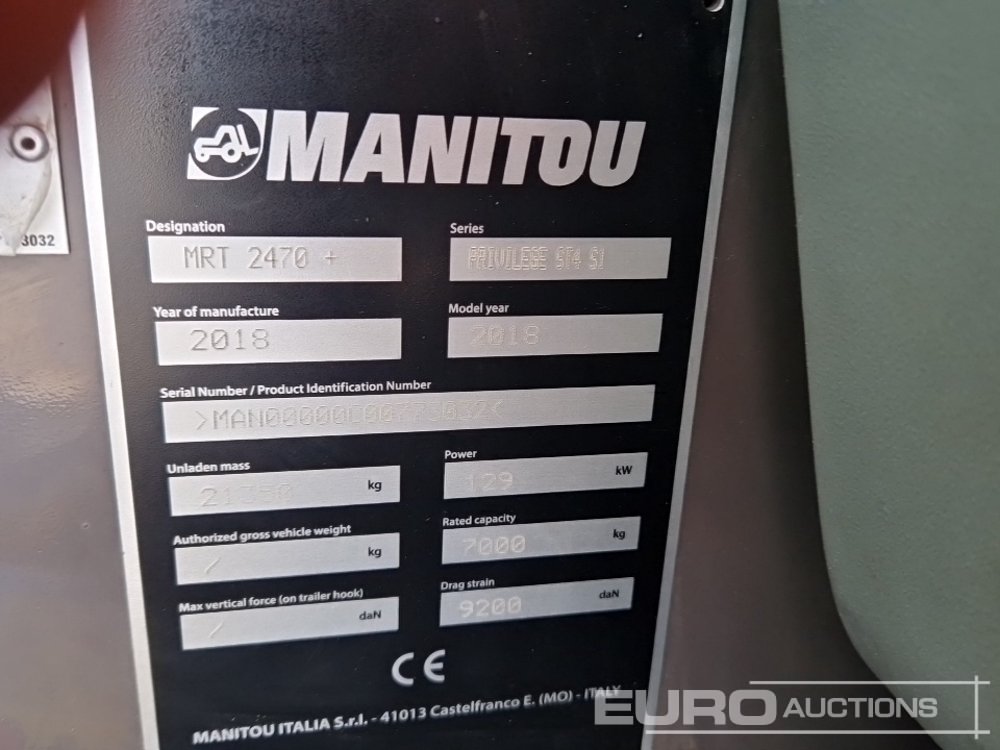 3032
MANITOU
Designation Series
MRT 2470 + PRIVILEGE ST4 S1
Year of manufacture Model year
2018 2018
Serial Number / Product Identification Number
Unladen mass Power
kg 129 kW
Authorized gross vehicle weight Rated capacity
/ kg 7000 kg
Max vertical force (on trailer hook) Drag strain
/ daN 9200 daN
CE
MANITOU ITALIA S.r.l. - 41013 Castelfranco E. (MO) - ITALY
EURO AUCTIONS